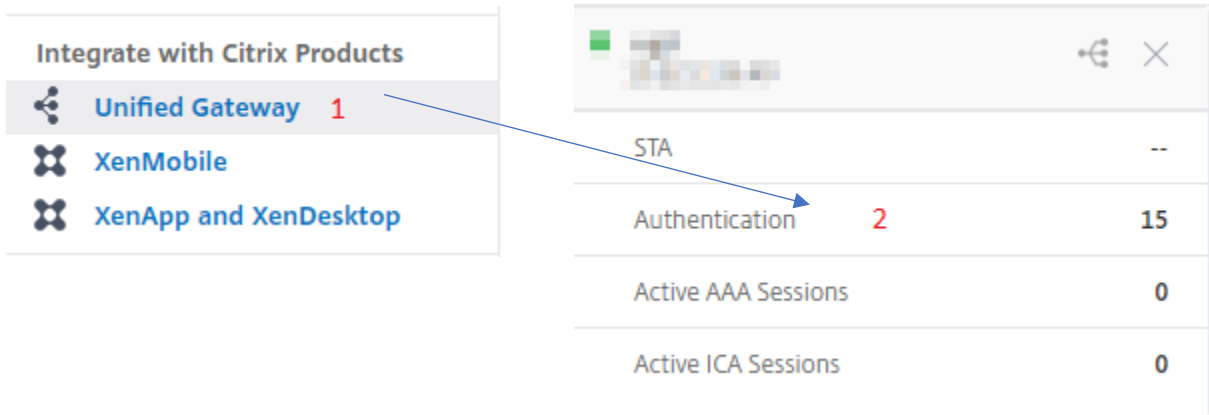 Integrate with Citrix Products
Unified Gateway 1
XenMobile
XenApp and XenDesktop
STA --
Authentication 2 15
Active AAA Sessions 0
Active ICA Sessions 0